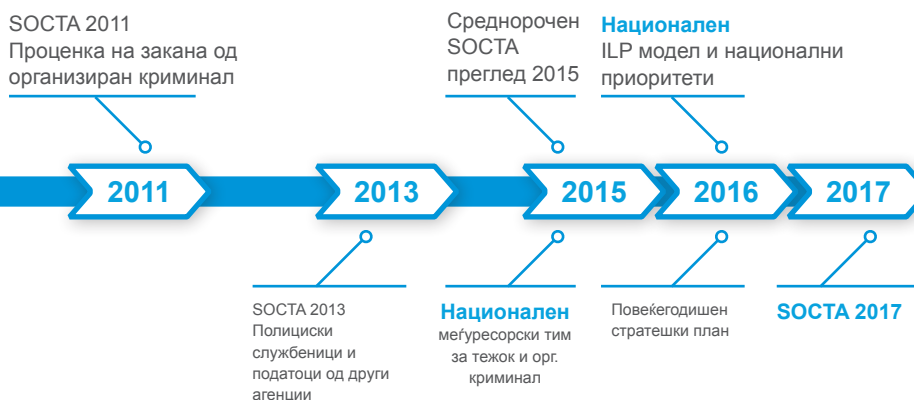 SOCTA 2011
Проценка на закана од
организиран криминал
Среднорочен
SOCTA
преглед 2015
Национален
ILP модел и национални
приоритети
2011
2013
2015
2016
2017
SOCTA 2013
Полициски
службеници и
податоци од други
агенции
Национален
меѓуресорски тим
за тежок и орг.
криминал
Повеќегодишен
стратешки план
SOCTA 2017